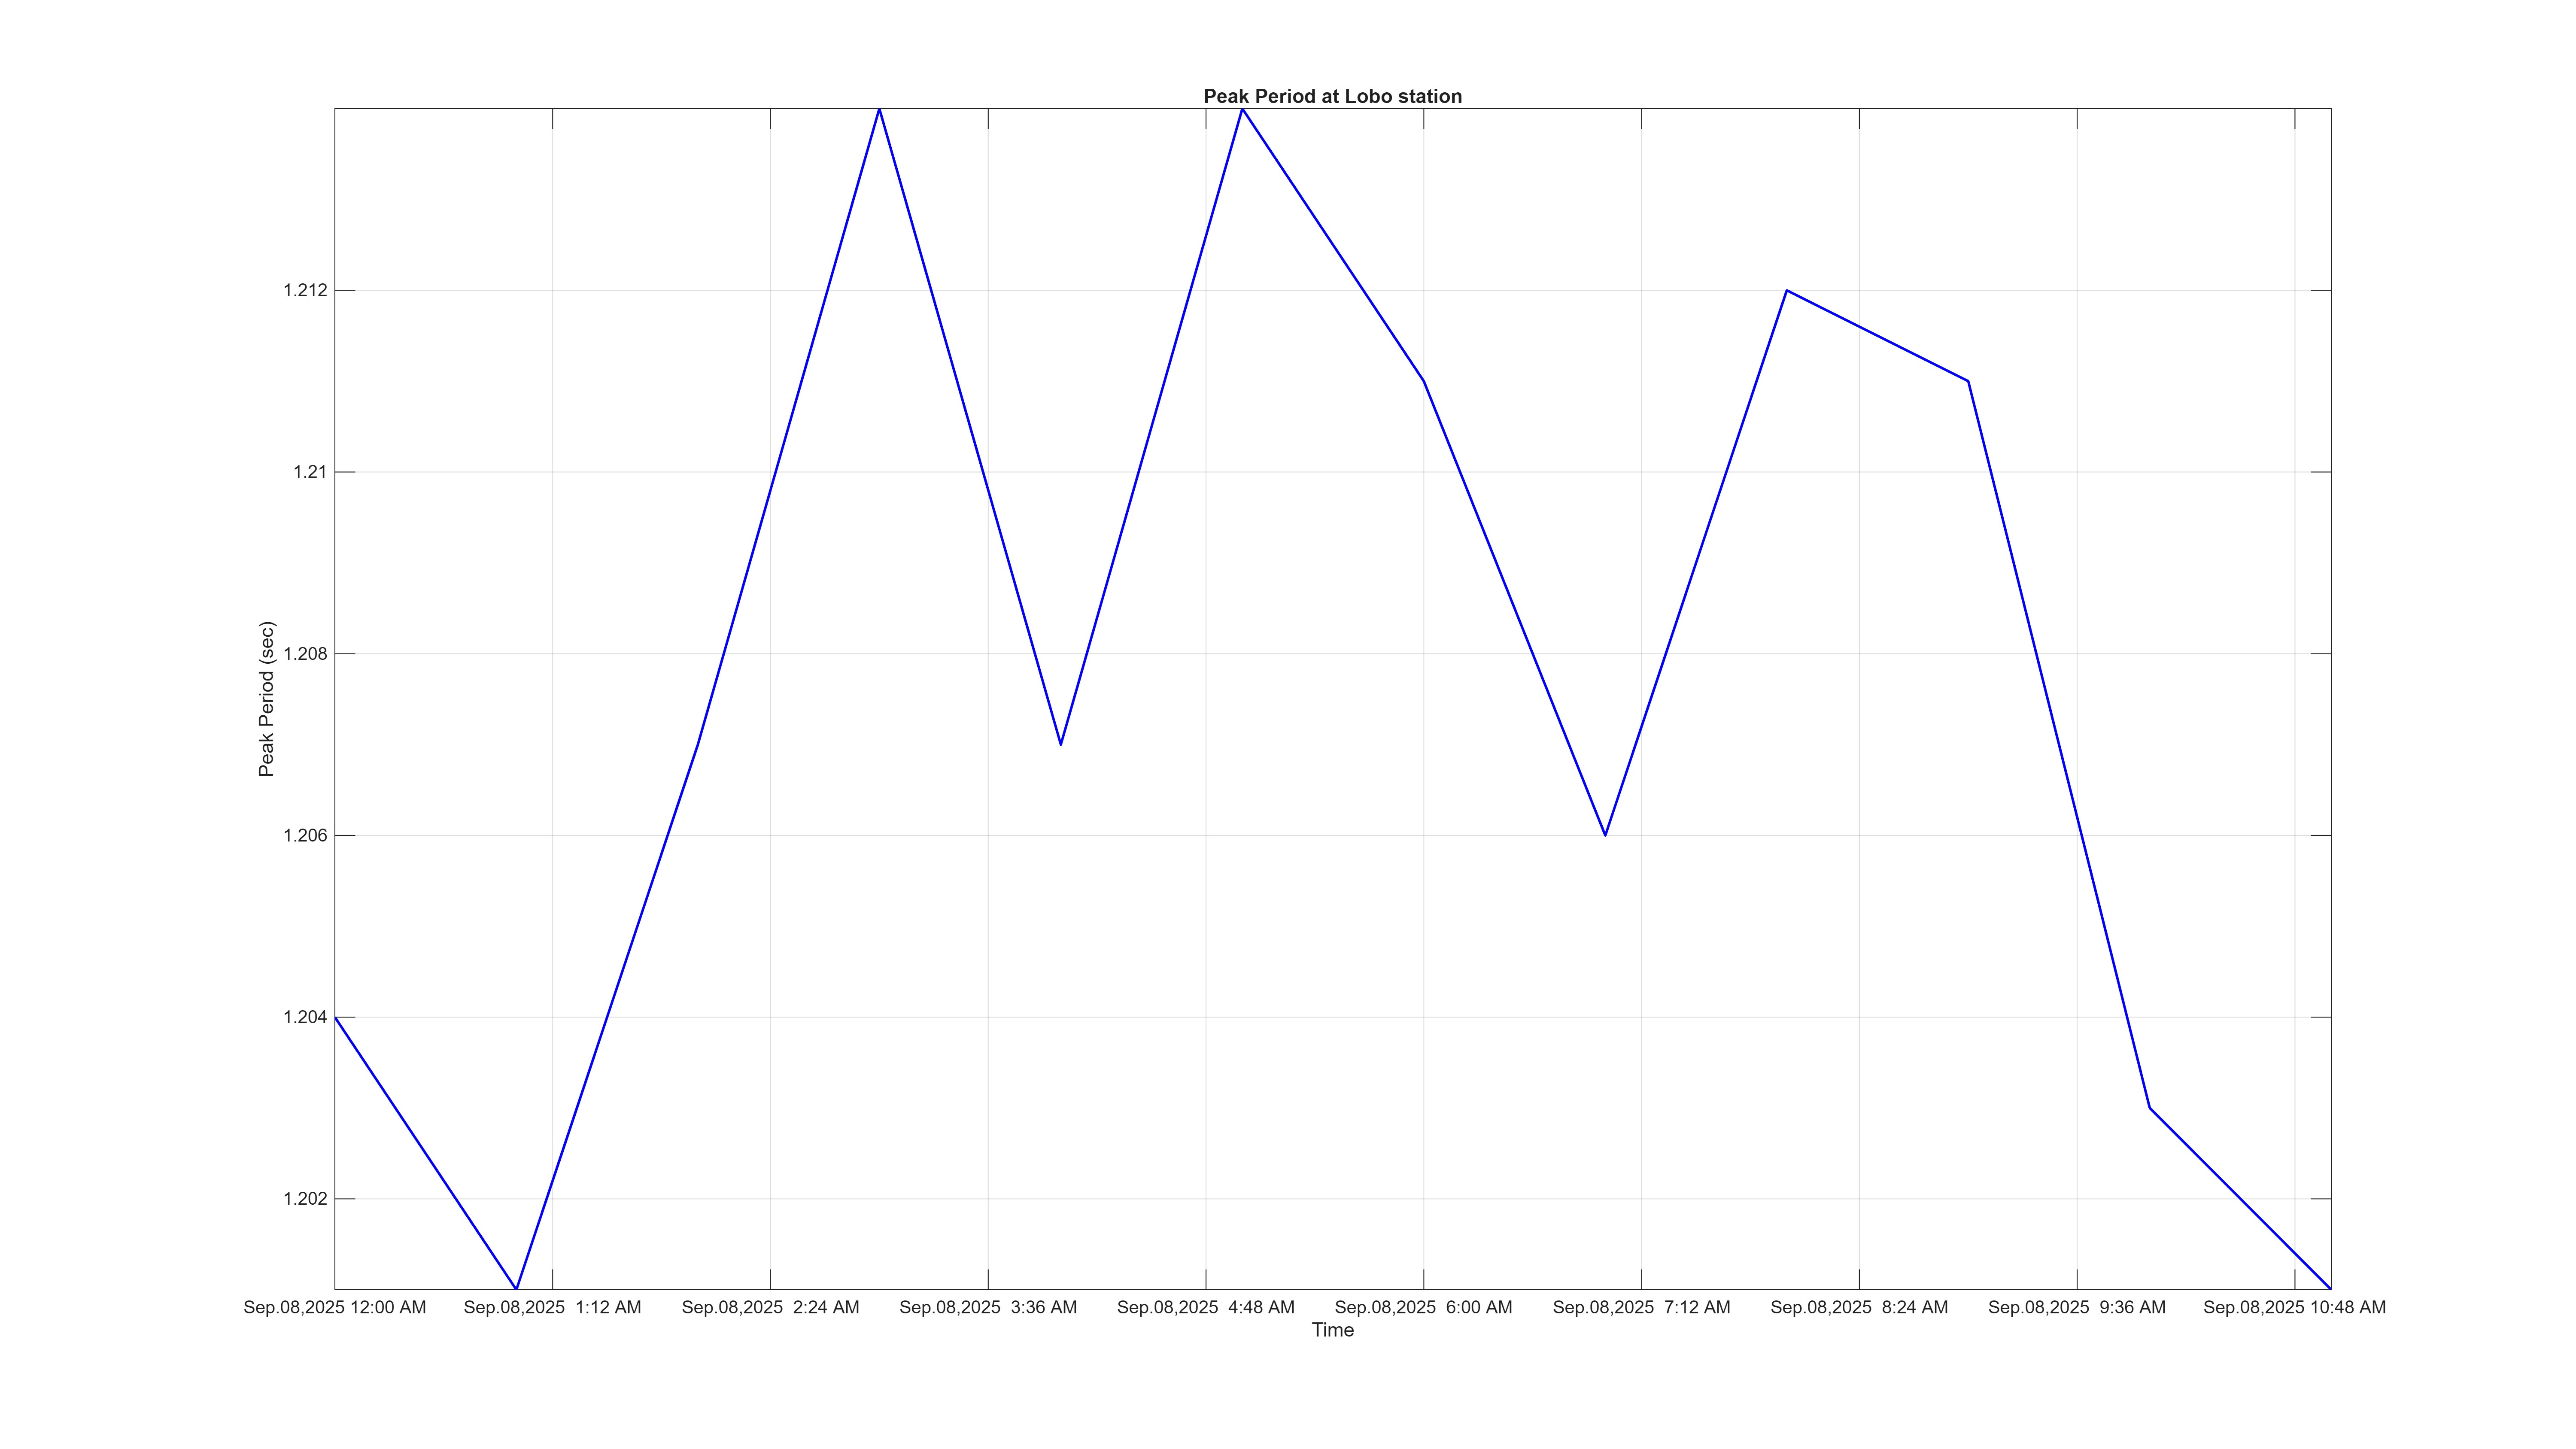 Peak Period at Lobo station
Peak Period (sec)
1.212
1.21
1.208
1.206
1.204
1.202
Sep.08,2025 12:00 AM Sep.08,2025 1:12 AM Sep.08,2025 2:24 AM Sep.08,2025 3:36 AM Sep.08,2025 4:48 AM Sep.08,2025 6:00 AM Sep.08,2025 7:12 AM Sep.08,2025 8:24 AM Sep.08,2025 9:36 AM Sep.08,2025 10:48 AM
Time